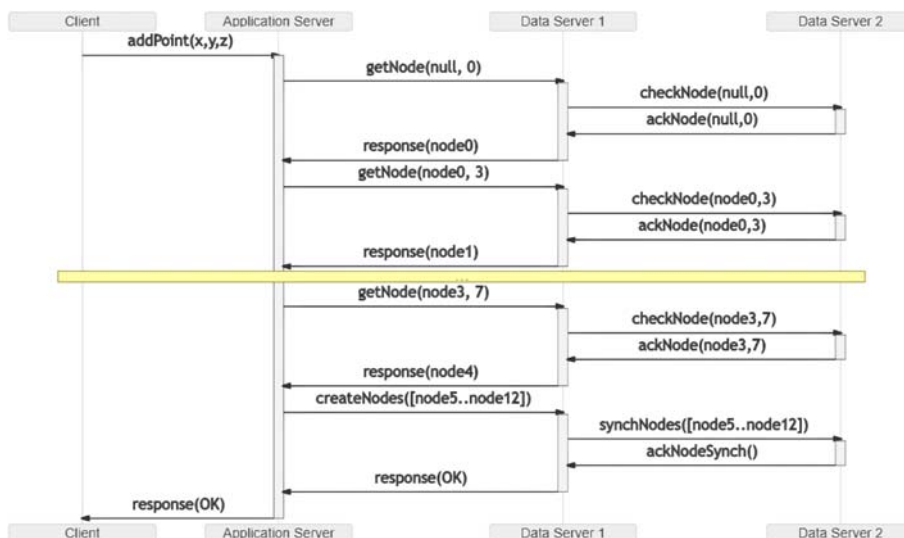 Client Application Server Data Server 1 Data Server 2
addPoint(x,y,z)
getNode(null, 0)
checkNode(null,0)
ackNode(null,0)
response(node0)
getNode(node0, 3)
checkNode(node0,3)
ackNode(node0,3)
response(node1)
...
getNode(node3, 7)
checkNode(node3,7)
ackNode(node3,7)
response(node4)
createNodes([node5..node12])
synchNodes([node5..node12])
ackNodeSynch()
response(OK)
response(OK)
Client Application Server Data Server 1 Data Server 2